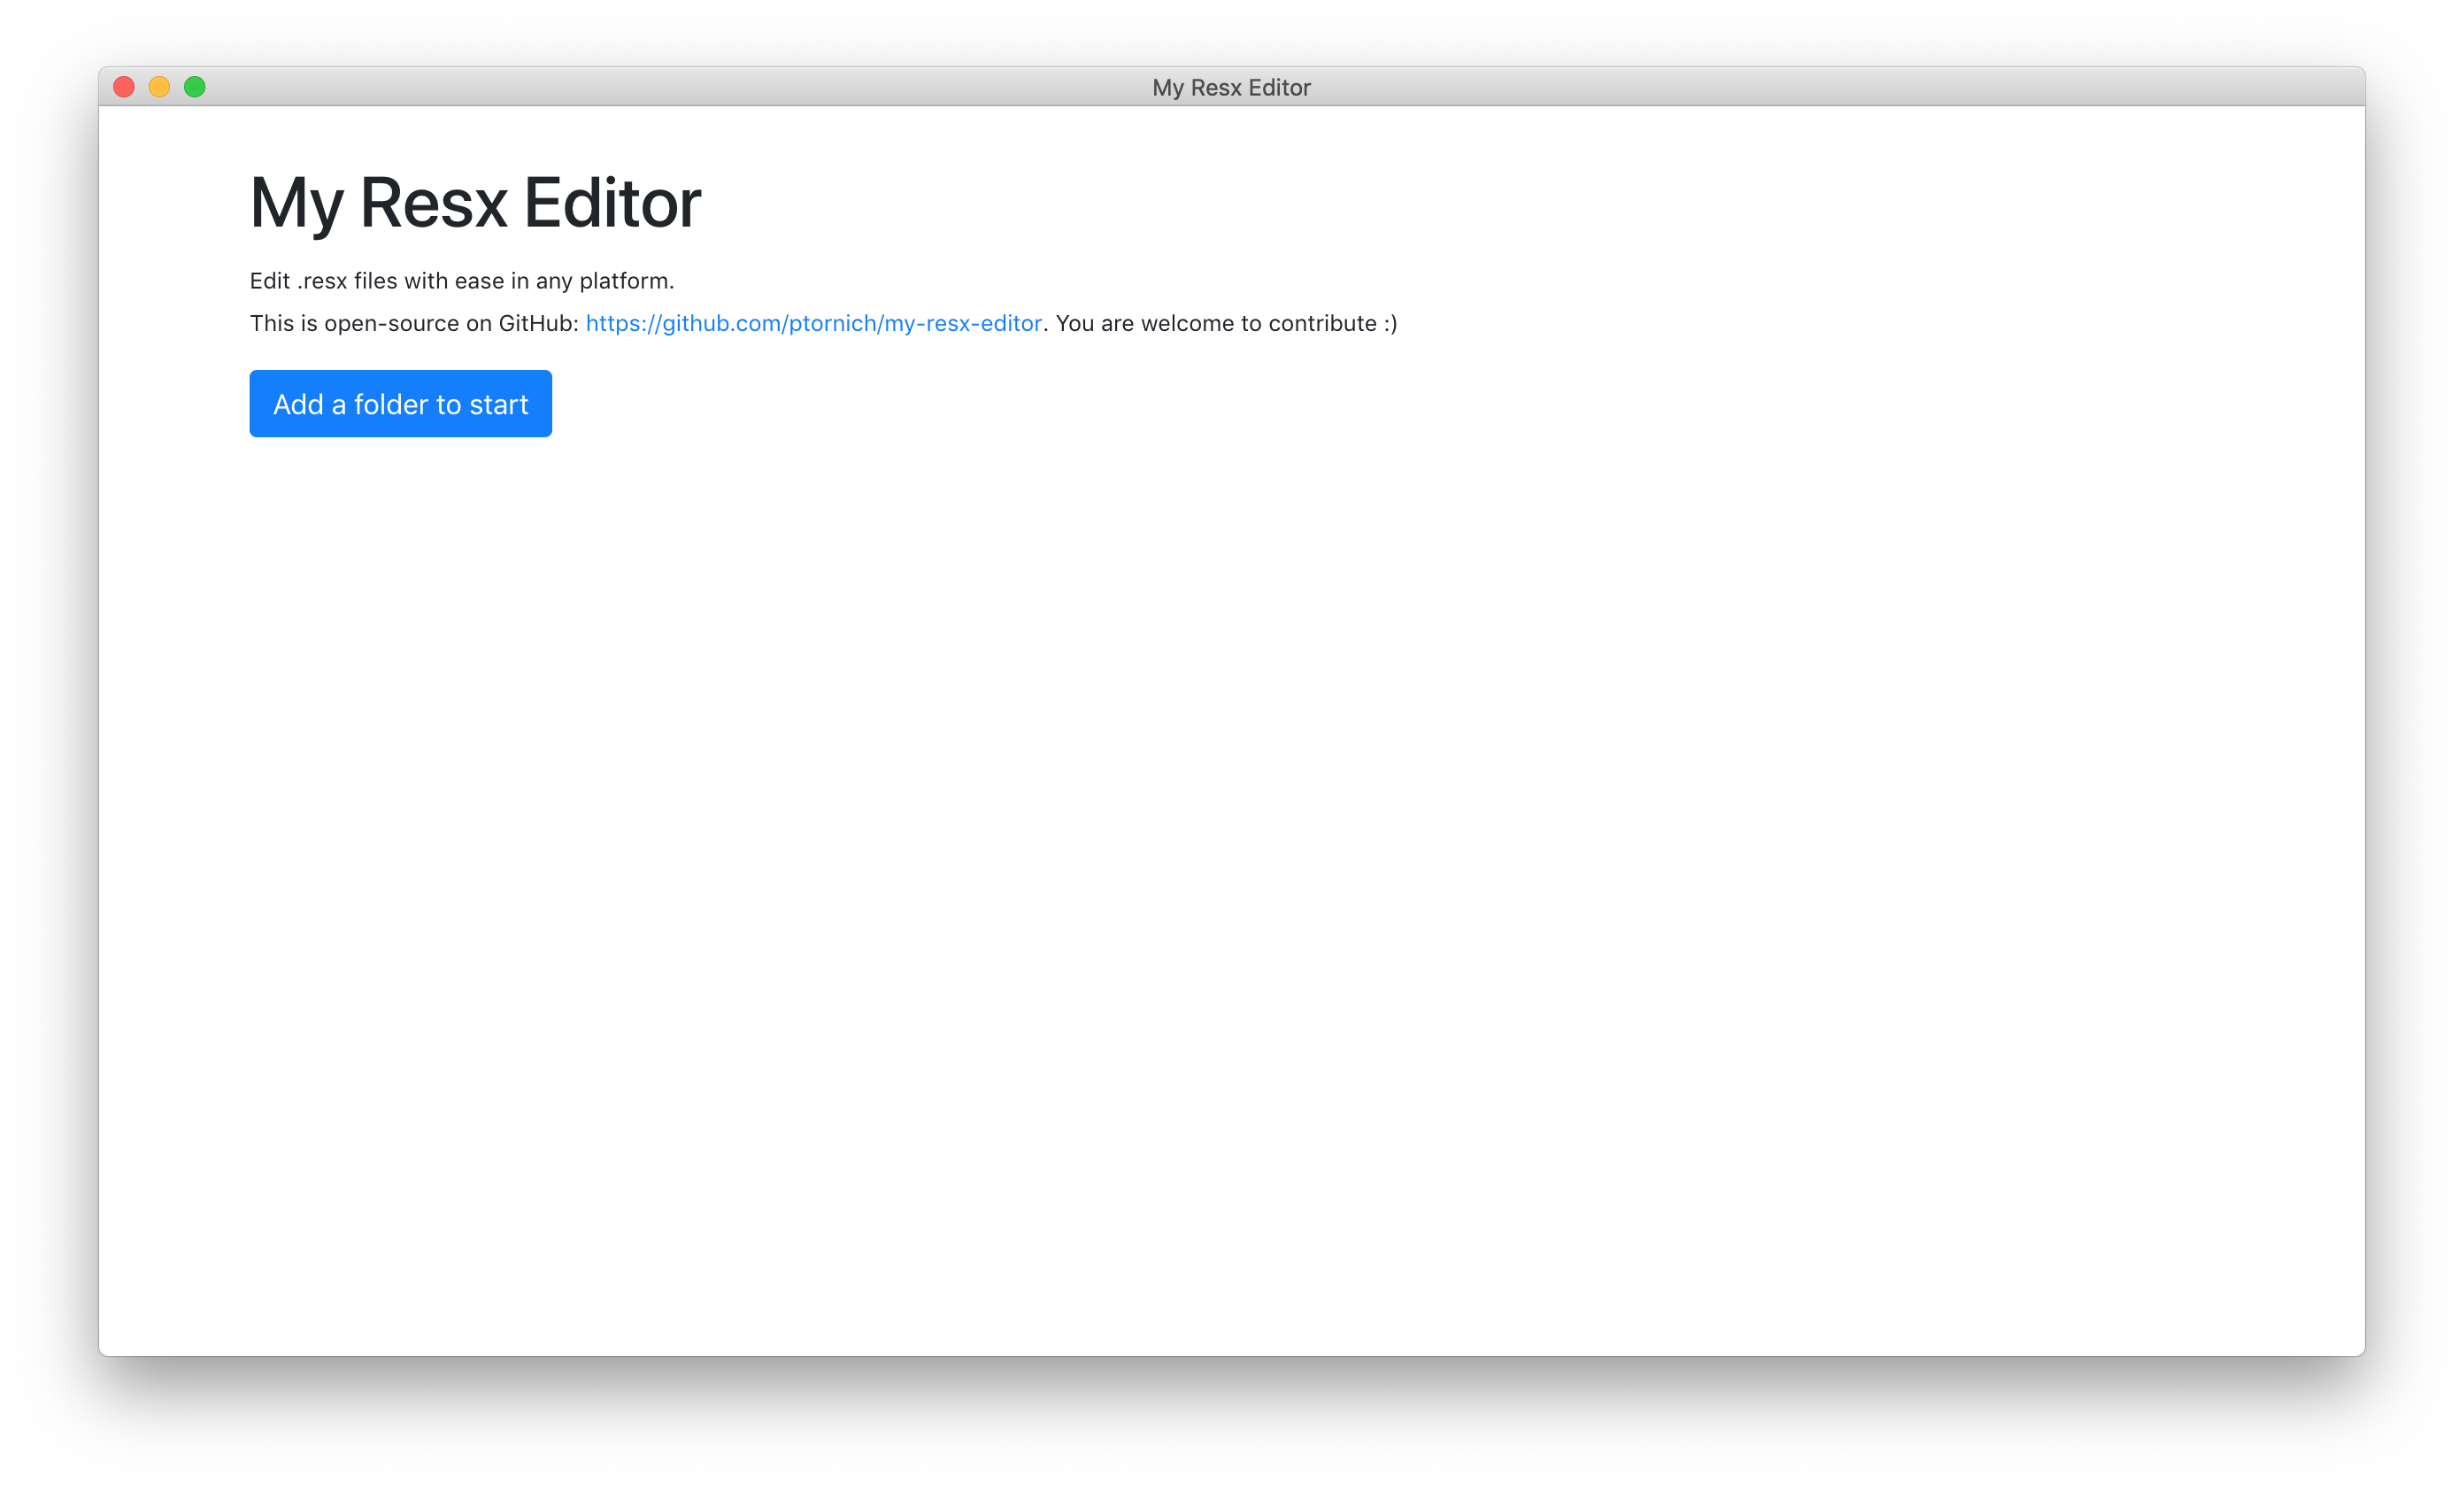 My Resx Editor
My Resx Editor
Edit .resx files with ease in any platform.
This is open-source on GitHub: https://github.com/ptornich/my-resx-editor. You are welcome to contribute :)
Add a folder to start